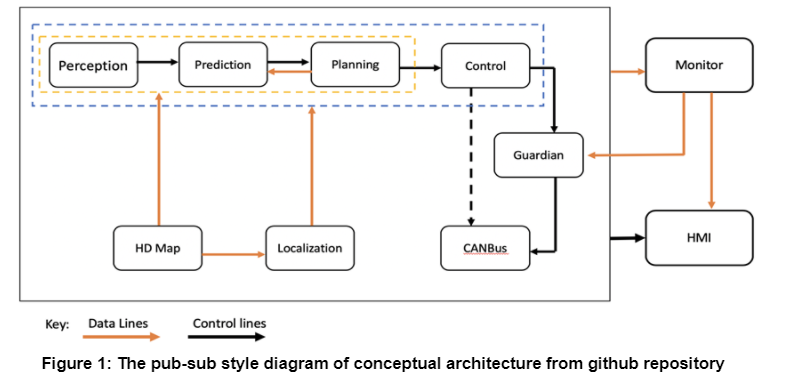 Perception
Prediction
Planning
Control
Monitor
Guardian
HD Map
Localization
CANBus
HMI
Key: Data Lines Control lines
Figure 1: The pub-sub style diagram of conceptual architecture from github repository